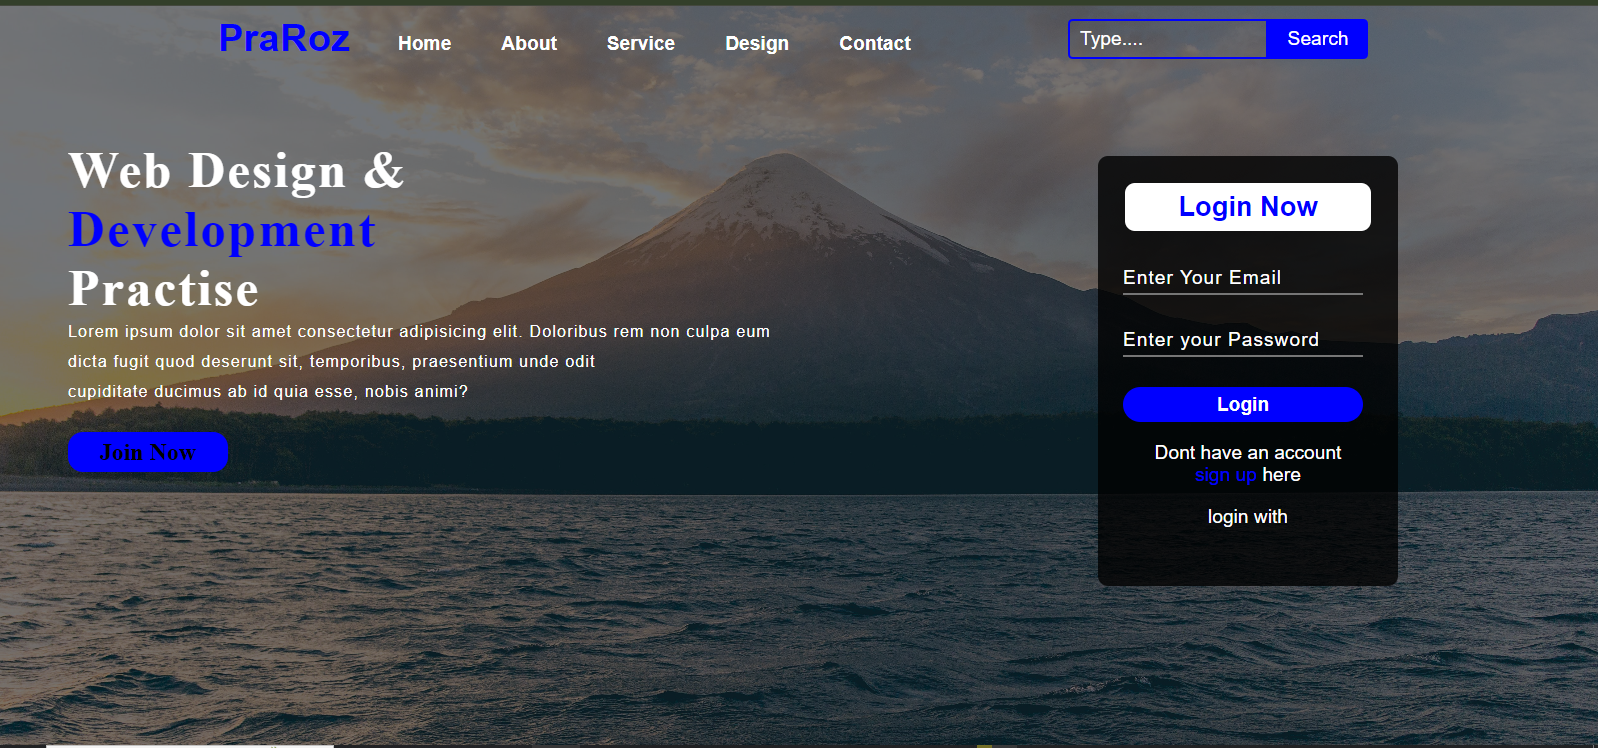 PraRoz
Home About Service Design Contact
Type.... Search
Web Design &
Development
Practise
Lorem ipsum dolor sit amet consectetur adipisicing elit. Doloribus rem non culpa eum
dicta fugit quod deserunt sit, temporibus, praesentium unde odit
cupiditate ducimus ab id quia esse, nobis animi?
Join Now
Login Now
Enter Your Email
Enter your Password
Login
Dont have an account
sign up here
login with